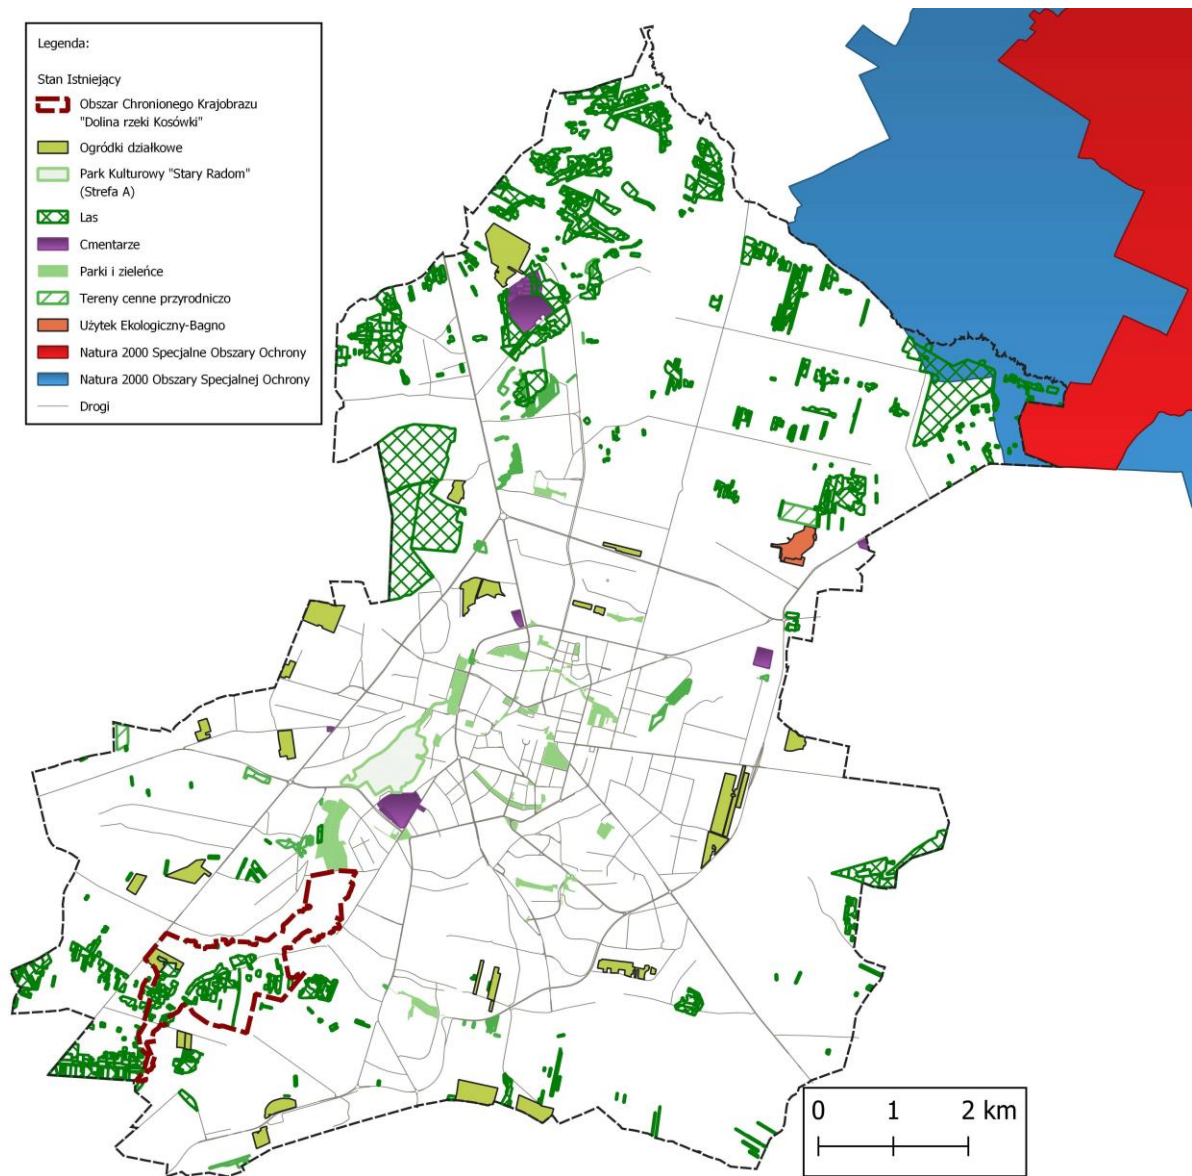 Legenda:
Stan Istniejący
Obszar Chronionego Krajobrazu
"Dolina rzeki Kosówki"
Ogródki działkowe
Park Kulturowy "Stary Radom"
(Strefa A)
Las
Cmentarze
Parki i zieleńce
Tereny cenne przyrodniczo
Użytek Ekologiczny-Bagno
Natura 2000 Specjalne Obszary Ochrony
Natura 2000 Obszary Specjalnej Ochrony
Drogi
0 1 2 km